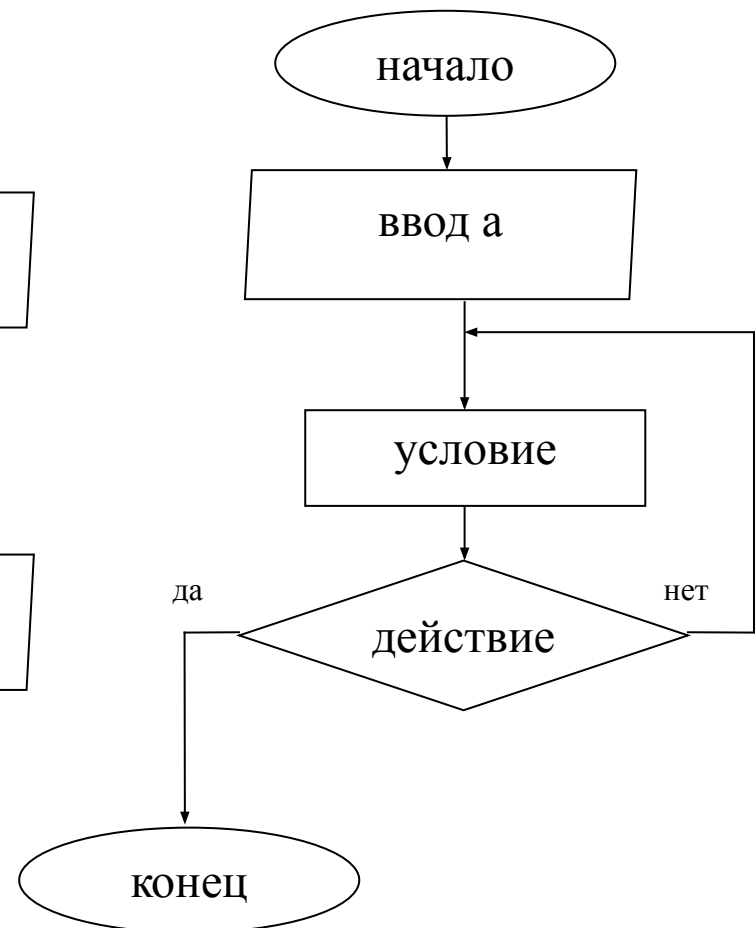 начало
ввод а
условие
да
нет
действие
конец